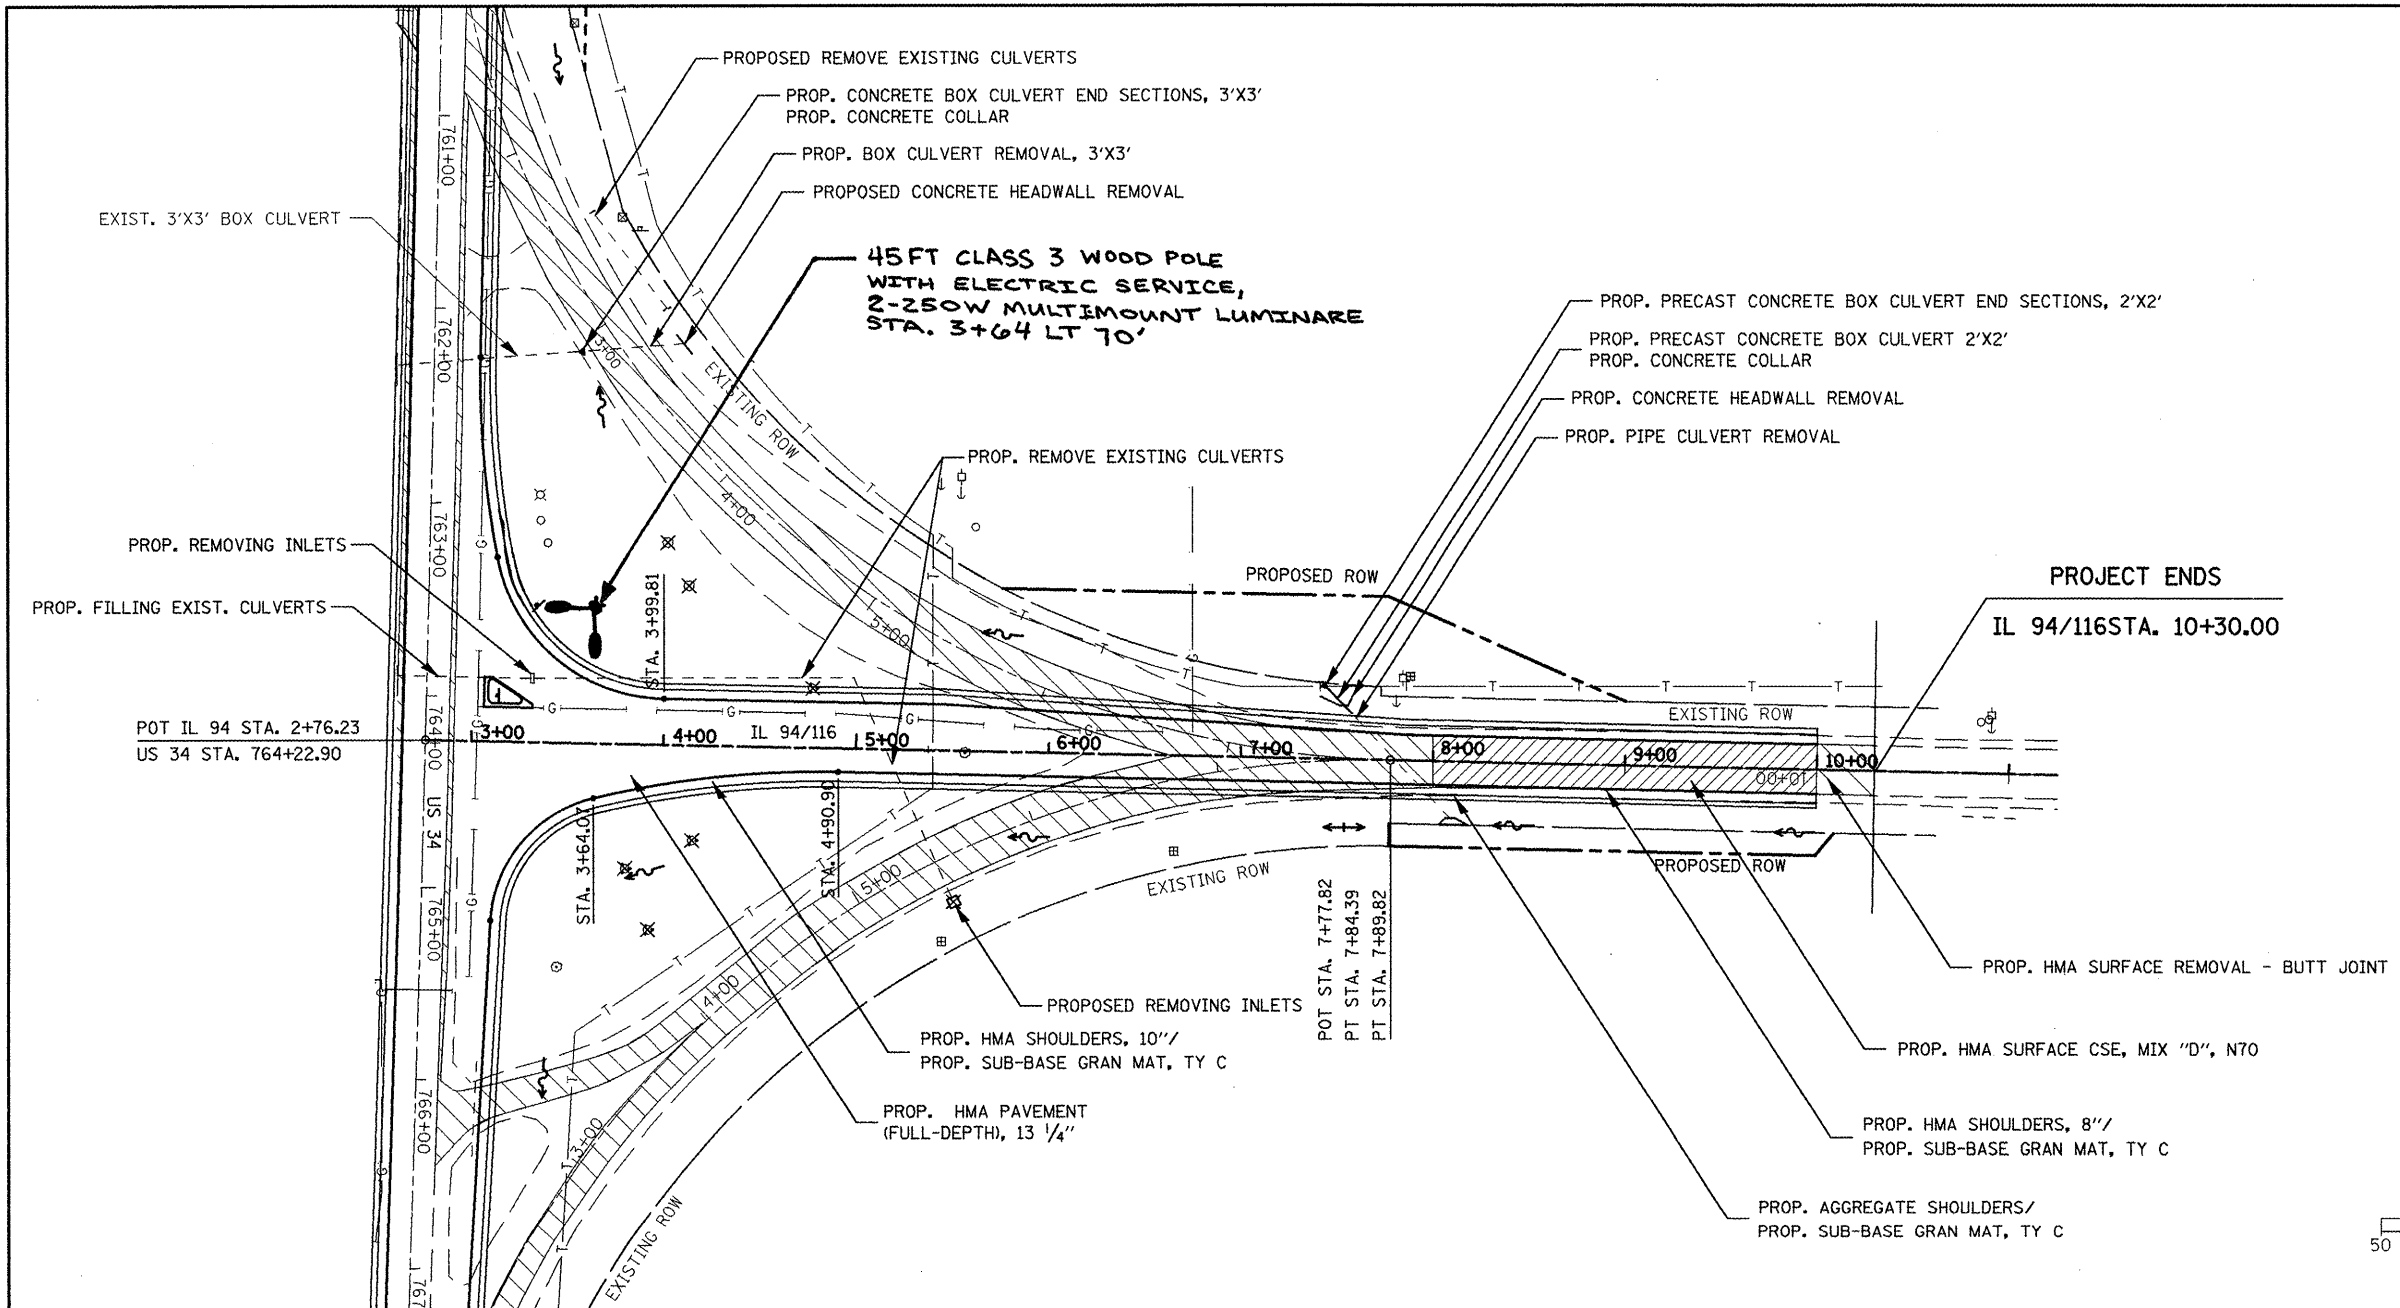 PROPOSED REMOVE EXISTING CULVERTS
PROP. CONCRETE BOX CULVERT END SECTIONS, 3'X3'
PROP. CONCRETE COLLAR
PROP. BOX CULVERT REMOVAL, 3'X3'
PROPOSED CONCRETE HEADWALL REMOVAL
EXIST. 3'X3' BOX CULVERT
45FT CLASS 3 WOOD POLE
WITH ELECTRIC SERVICE,
2-250W MULTIMOUNT LUMINARE
STA. 3+64 LT 70'
PROP. PRECAST CONCRETE BOX CULVERT END SECTIONS, 2'X2'
PROP. PRECAST CONCRETE BOX CULVERT 2'X2'
PROP. CONCRETE COLLAR
PROP. CONCRETE HEADWALL REMOVAL
PROP. PIPE CULVERT REMOVAL
PROP. REMOVE EXISTING CULVERTS
EXISTING ROW
PROP. REMOVING INLETS
PROP. FILLING EXIST. CULVERTS
POT IL 94 STA. 2+76.23
US 34 STA. 764+22.90
761+00
762+00
763+00
764+00
US 34
765+00
766+00
767
3+00
4+00
5+00
STA. 3+99.81
PROPOSED ROW
PROJECT ENDS
IL 94/116STA. 10+30.00
EXISTING ROW
3+00
4+00
IL 94/116
5+00
6+00
7+00
8+00
9+00
10+00
10+00
STA. 3+64.07
STA. 4+90.90
5+00
4+00
3+00
EXISTING ROW
PROPOSED ROW
POT STA. 7+77.82
PT STA. 7+84.39
PT STA. 7+89.82
PROPOSED REMOVING INLETS
PROP. HMA SHOULDERS, 10"/
PROP. SUB-BASE GRAN MAT, TY C
PROP. HMA PAVEMENT
(FULL-DEPTH), 13 1/4"
PROP. HMA SURFACE REMOVAL - BUTT JOINT
PROP. HMA SURFACE CSE, MIX "D", N70
PROP. HMA SHOULDERS, 8"/
PROP. SUB-BASE GRAN MAT, TY C
PROP. AGGREGATE SHOULDERS/
PROP. SUB-BASE GRAN MAT, TY C
EXISTING ROW
50